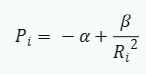 P_i = − α + β / R_i^2